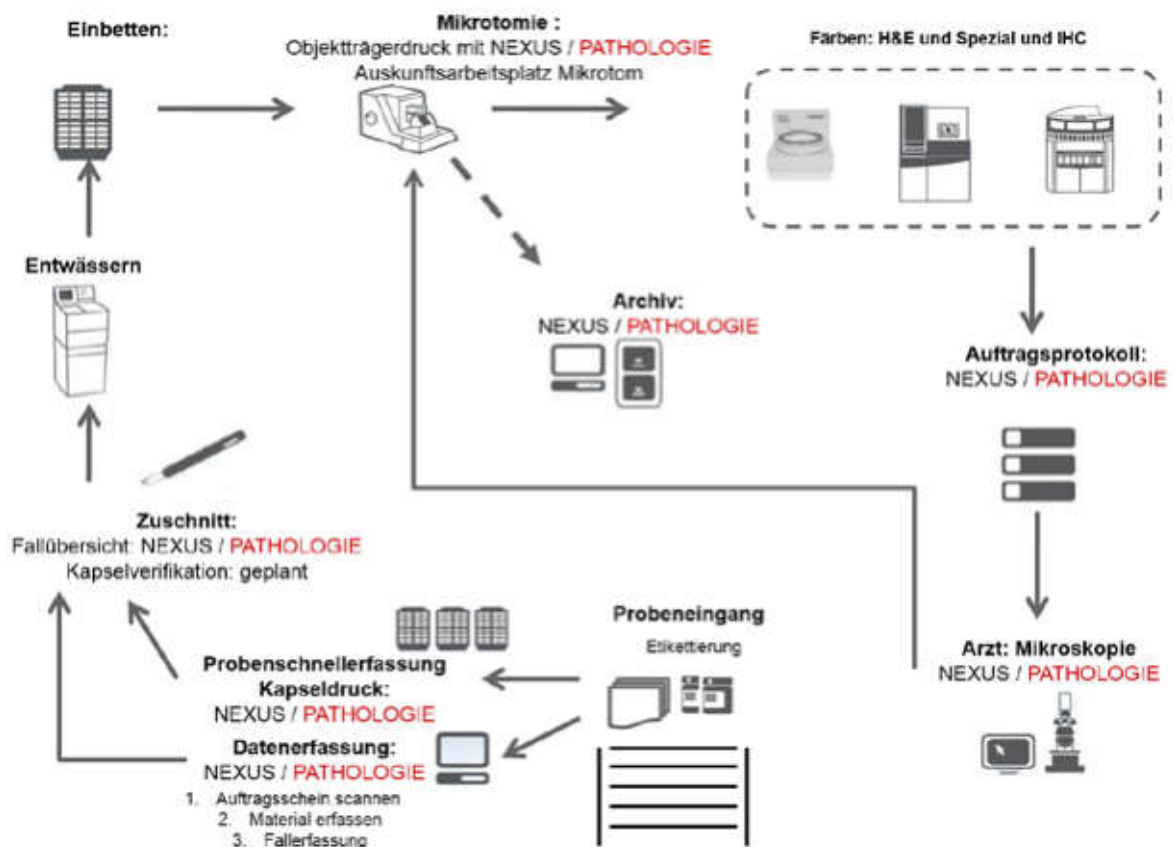 Einbetten:
Mikrotomie :
Objektträgerdruck mit NEXUS / PATHOLOGIE
Auskunftsarbeitsplatz Mikrotom
Färben: H&E und Spezial und IHC
Entwässern
Archiv:
NEXUS / PATHOLOGIE
Auftragsprotokoll:
NEXUS / PATHOLOGIE
Zuschnitt:
Fallübersicht: NEXUS / PATHOLOGIE
Kapselverifikation: geplant
Probeneingang
Etikettierung
Probenschnellerfassung
Kapseldruck:
NEXUS / PATHOLOGIE
Datenerfassung:
NEXUS / PATHOLOGIE
1. Auftragsschein scannen
2. Material erfassen
3. Fallerfassung
Arzt: Mikroskopie
NEXUS / PATHOLOGIE